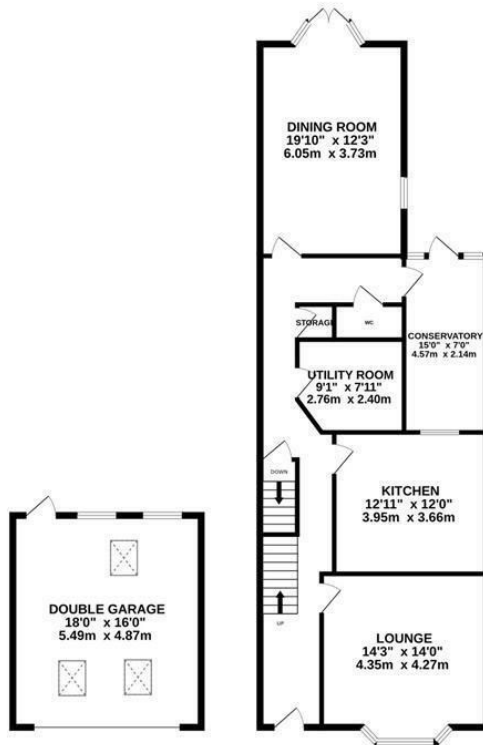 DINING ROOM
19'10" x 12'3"
6.05m x 3.73m
STORAGE
WC
CONSERVATORY
15'0" x 7'0"
4.57m x 2.14m
UTILITY ROOM
9'1" x 7'11"
2.76m x 2.40m
DOWN
KITCHEN
12'11" x 12'0"
3.95m x 3.66m
DOUBLE GARAGE
18'0" x 16'0"
5.49m x 4.87m
UP
LOUNGE
14'3" x 14'0"
4.35m x 4.27m